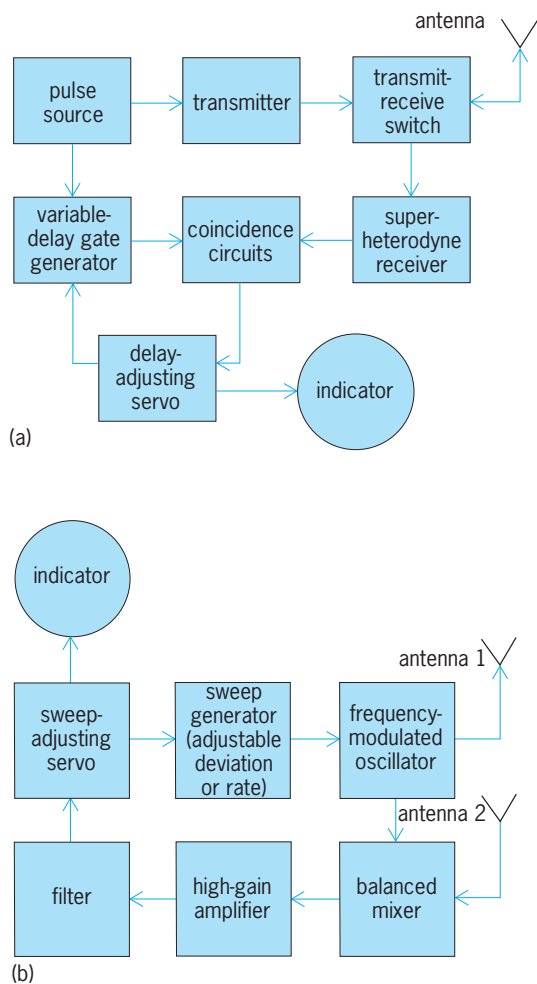 antenna
pulse
source
transmitter
transmit-
receive
switch
variable-
delay gate
generator
coincidence
circuits
super-
heterodyne
receiver
delay-
adjusting
servo
indicator
(a)
indicator
antenna 1
sweep-
adjusting
servo
sweep
generator
(adjustable
deviation
or rate)
frequency-
modulated
oscillator
antenna 2
filter
high-gain
amplifier
balanced
mixer
(b)